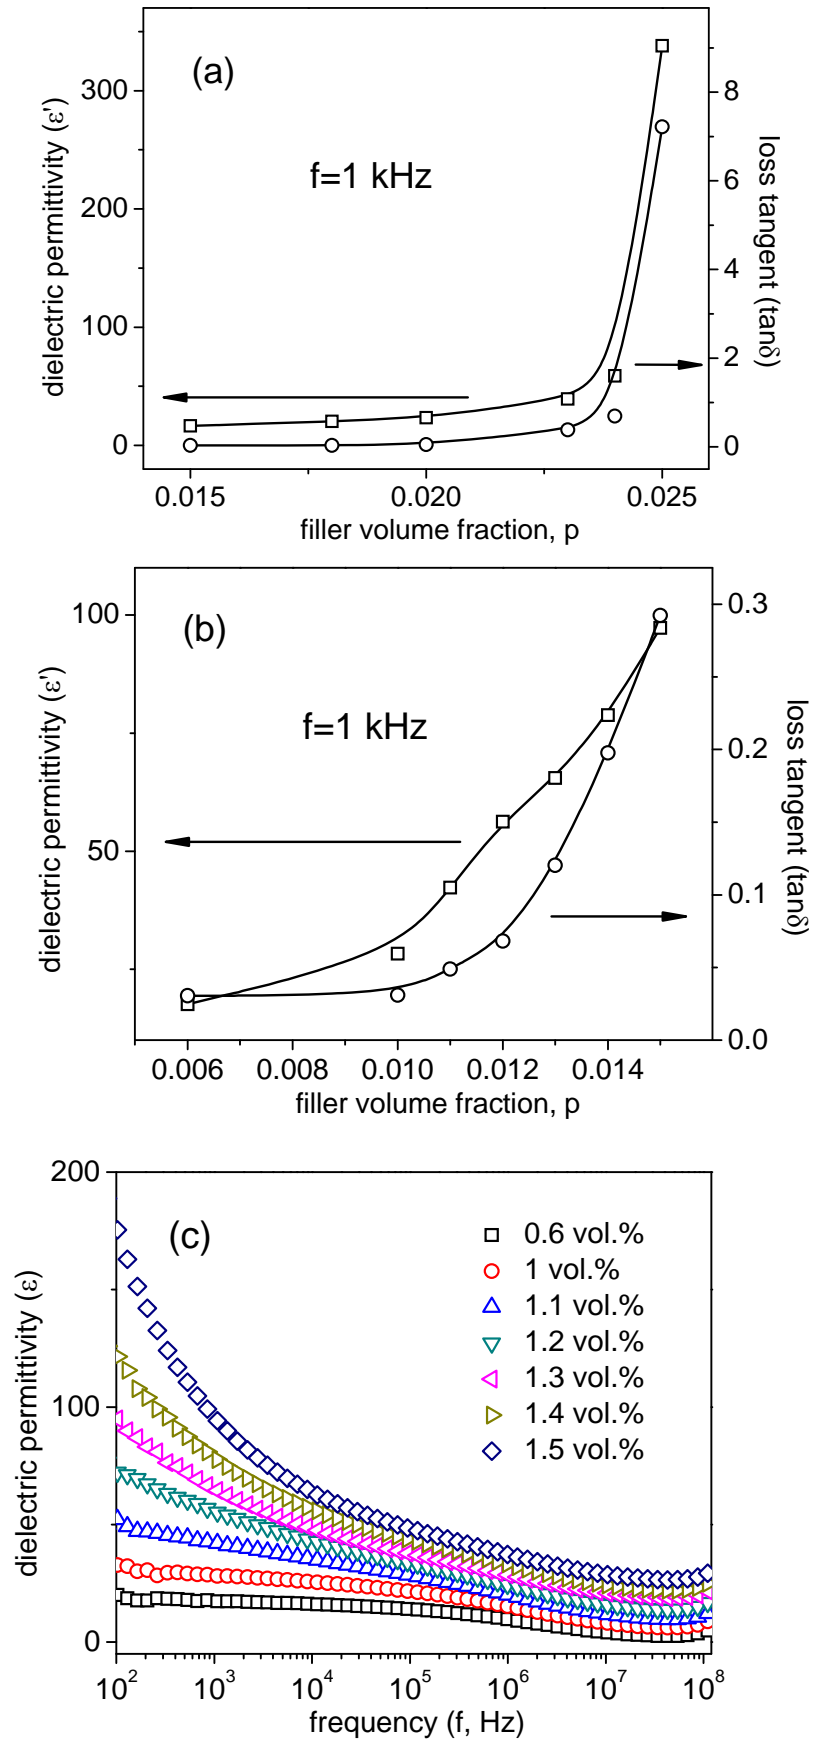 (a)
f=1 kHz
dielectric permittivity (ε')
loss tangent (tanδ)
300
200
100
0
8
6
4
2
0
0.015 0.020 0.025
filler volume fraction, p
(b)
f=1 kHz
dielectric permittivity (ε')
loss tangent (tanδ)
100
50
0.3
0.2
0.1
0.0
0.006 0.008 0.010 0.012 0.014
filler volume fraction, p
(c)
dielectric permittivity (ε)
200
100
0
0.6 vol.%
1 vol.%
1.1 vol.%
1.2 vol.%
1.3 vol.%
1.4 vol.%
1.5 vol.%
10² 10³ 10⁴ 10⁵ 10⁶ 10⁷ 10⁸
frequency (f, Hz)